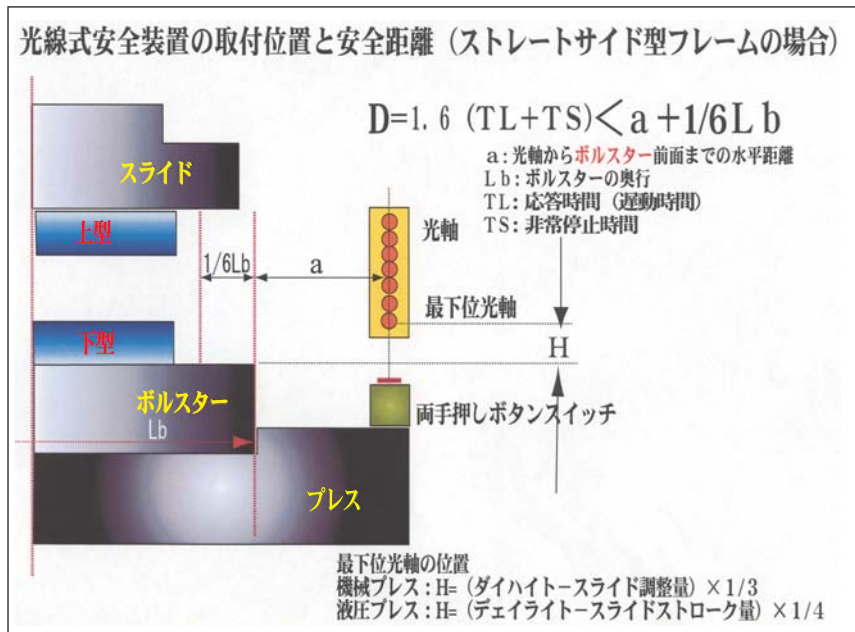 光線式安全装置の取付位置と安全距離（ストレートサイド型フレームの場合）
D=1.6（TL+TS）＜a＋1/6Lb
a：光軸からボルスター前面までの水平距離
Lb：ボルスターの奥行
TL：応答時間（遅動時間）
TS：非常停止時間
スライド
上型
光軸
1/6Lb
a
最下位光軸
下型
H
ボルスター
両手押しボタンスイッチ
Lb
プレス
最下位光軸の位置
機械プレス：H=（ダイハイト－スライド調整量）×1/3
液圧プレス：H=（デェイライト－スライドストローク量）×1/4